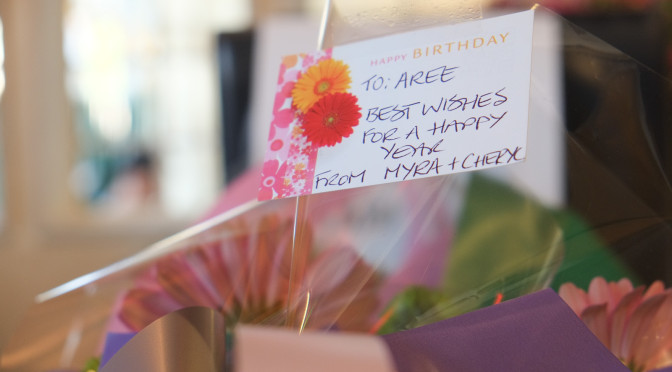 HAPPY BIRTHDAY
TO: AREE
BEST WISHES
FOR A HAPPY
YEAR
FROM MYRA + CHERYL